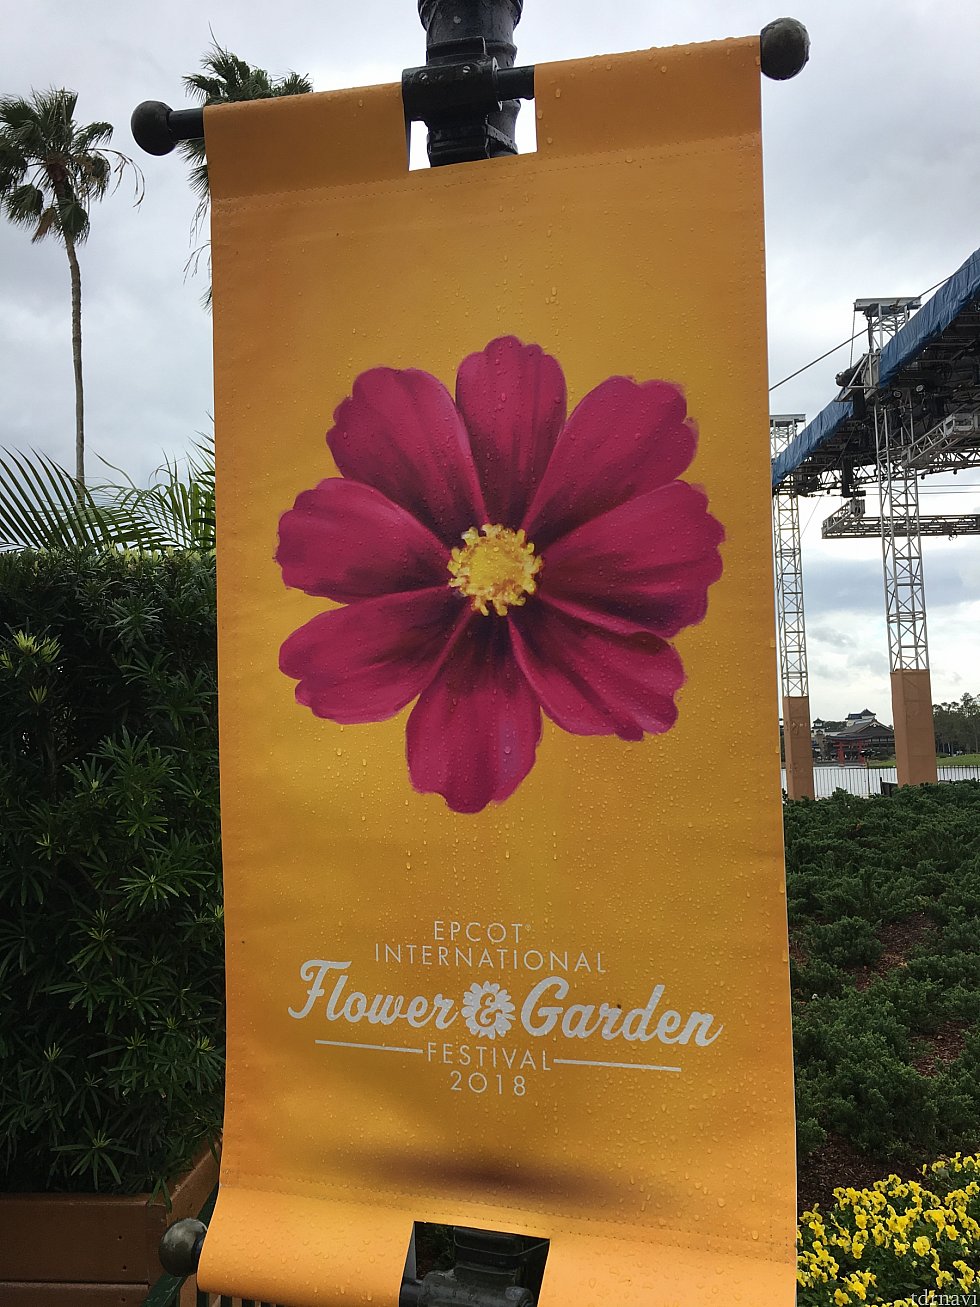 EPCOT®
INTERNATIONAL
Flower & Garden
FESTIVAL
2018
tdrnavi